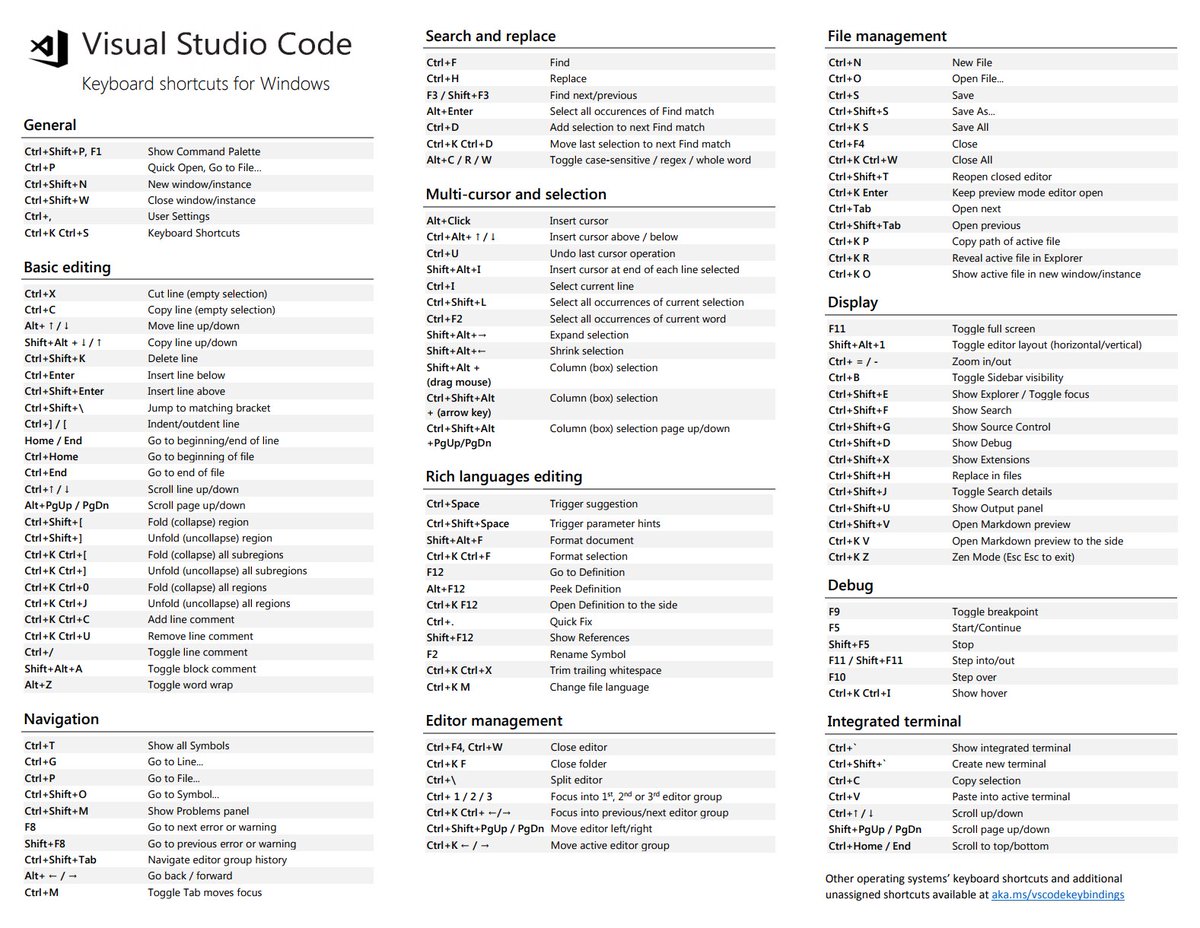 Visual Studio Code
Keyboard shortcuts for Windows
General
Ctrl+Shift+P, F1 Show Command Palette
Ctrl+P Quick Open, Go to File...
Ctrl+Shift+N New window/instance
Ctrl+Shift+W Close window/instance
Ctrl+, User Settings
Ctrl+K Ctrl+S Keyboard Shortcuts
Basic editing
Ctrl+X Cut line (empty selection)
Ctrl+C Copy line (empty selection)
Alt+ ↑ / ↓ Move line up/down
Shift+Alt + ↓ / ↑ Copy line up/down
Ctrl+Shift+K Delete line
Ctrl+Enter Insert line below
Ctrl+Shift+Enter Insert line above
Ctrl+Shift+\ Jump to matching bracket
Ctrl+] / [ Indent/outdent line
Home / End Go to beginning/end of line
Ctrl+Home Go to beginning of file
Ctrl+End Go to end of file
Ctrl+↑ / ↓ Scroll line up/down
Alt+PgUp / PgDn Scroll page up/down
Ctrl+Shift+[ Fold (collapse) region
Ctrl+Shift+] Unfold (uncollapse) region
Ctrl+K Ctrl+[ Fold (collapse) all subregions
Ctrl+K Ctrl+] Unfold (uncollapse) all subregions
Ctrl+K Ctrl+0 Fold (collapse) all regions
Ctrl+K Ctrl+J Unfold (uncollapse) all regions
Ctrl+K Ctrl+C Add line comment
Ctrl+K Ctrl+U Remove line comment
Ctrl+/ Toggle line comment
Shift+Alt+A Toggle block comment
Alt+Z Toggle word wrap
Navigation
Ctrl+T Show all Symbols
Ctrl+G Go to Line...
Ctrl+P Go to File...
Ctrl+Shift+O Go to Symbol...
Ctrl+Shift+M Show Problems panel
F8 Go to next error or warning
Shift+F8 Go to previous error or warning
Ctrl+Shift+Tab Navigate editor group history
Alt+ ← / → Go back / forward
Ctrl+M Toggle Tab moves focus
Search and replace
Ctrl+F Find
Ctrl+H Replace
F3 / Shift+F3 Find next/previous
Alt+Enter Select all occurences of Find match
Ctrl+D Add selection to next Find match
Ctrl+K Ctrl+D Move last selection to next Find match
Alt+C / R / W Toggle case-sensitive / regex / whole word
Multi-cursor and selection
Alt+Click Insert cursor
Ctrl+Alt+ ↑ / ↓ Insert cursor above / below
Ctrl+U Undo last cursor operation
Shift+Alt+I Insert cursor at end of each line selected
Ctrl+I Select current line
Ctrl+Shift+L Select all occurrences of current selection
Ctrl+F2 Select all occurrences of current word
Shift+Alt+→ Expand selection
Shift+Alt+← Shrink selection
Shift+Alt + Column (box) selection
(drag mouse)
Ctrl+Shift+Alt Column (box) selection
+ (arrow key)
Ctrl+Shift+Alt Column (box) selection page up/down
+PgUp/PgDn
Rich languages editing
Ctrl+Space Trigger suggestion
Ctrl+Shift+Space Trigger parameter hints
Shift+Alt+F Format document
Ctrl+K Ctrl+F Format selection
F12 Go to Definition
Alt+F12 Peek Definition
Ctrl+K F12 Open Definition to the side
Ctrl+. Quick Fix
Shift+F12 Show References
F2 Rename Symbol
Ctrl+K Ctrl+X Trim trailing whitespace
Ctrl+K M Change file language
Editor management
Ctrl+F4, Ctrl+W Close editor
Ctrl+K F Close folder
Ctrl+\ Split editor
Ctrl+ 1 / 2 / 3 Focus into 1st, 2nd or 3rd editor group
Ctrl+K Ctrl+ ←/→ Focus into previous/next editor group
Ctrl+Shift+PgUp / PgDn Move editor left/right
Ctrl+K ← / → Move active editor group
File management
Ctrl+N New File
Ctrl+O Open File...
Ctrl+S Save
Ctrl+Shift+S Save As...
Ctrl+K S Save All
Ctrl+F4 Close
Ctrl+K Ctrl+W Close All
Ctrl+Shift+T Reopen closed editor
Ctrl+K Enter Keep preview mode editor open
Ctrl+Tab Open next
Ctrl+Shift+Tab Open previous
Ctrl+K P Copy path of active file
Ctrl+K R Reveal active file in Explorer
Ctrl+K O Show active file in new window/instance
Display
F11 Toggle full screen
Shift+Alt+1 Toggle editor layout (horizontal/vertical)
Ctrl+ = / - Zoom in/out
Ctrl+B Toggle Sidebar visibility
Ctrl+Shift+E Show Explorer / Toggle focus
Ctrl+Shift+F Show Search
Ctrl+Shift+G Show Source Control
Ctrl+Shift+D Show Debug
Ctrl+Shift+X Show Extensions
Ctrl+Shift+H Replace in files
Ctrl+Shift+J Toggle Search details
Ctrl+Shift+U Show Output panel
Ctrl+Shift+V Open Markdown preview
Ctrl+K V Open Markdown preview to the side
Ctrl+K Z Zen Mode (Esc Esc to exit)
Debug
F9 Toggle breakpoint
F5 Start/Continue
Shift+F5 Stop
F11 / Shift+F11 Step into/out
F10 Step over
Ctrl+K Ctrl+I Show hover
Integrated terminal
Ctrl+` Show integrated terminal
Ctrl+Shift+` Create new terminal
Ctrl+C Copy selection
Ctrl+V Paste into active terminal
Ctrl+↑ / ↓ Scroll up/down
Shift+PgUp / PgDn Scroll page up/down
Ctrl+Home / End Scroll to top/bottom
Other operating systems' keyboard shortcuts and additional
unassigned shortcuts available at aka.ms/vscodekeybindings